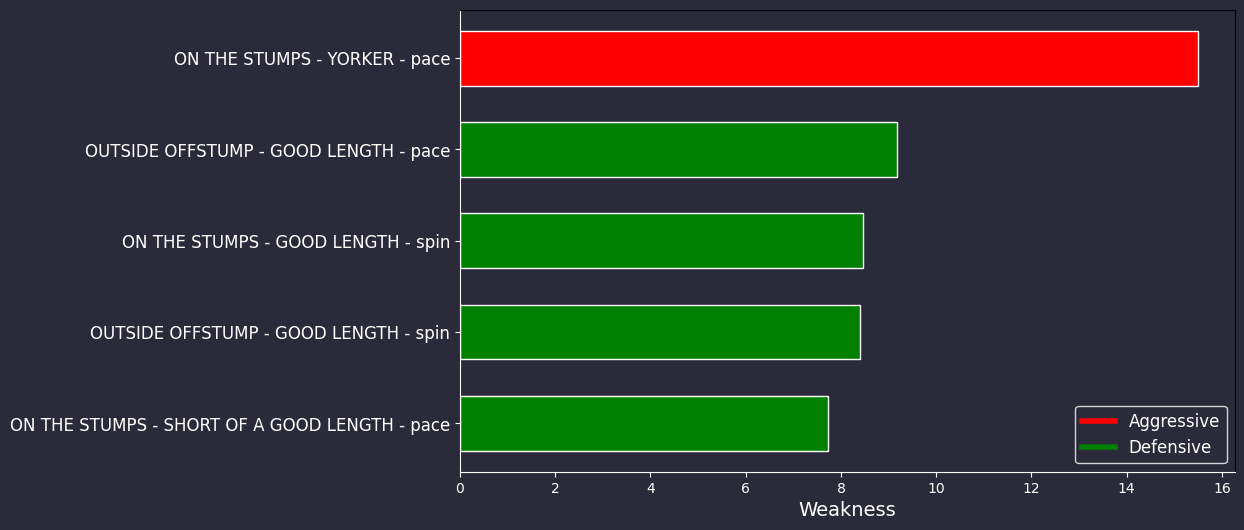 ON THE STUMPS - YORKER - pace
OUTSIDE OFFSTUMP - GOOD LENGTH - pace
ON THE STUMPS - GOOD LENGTH - spin
OUTSIDE OFFSTUMP - GOOD LENGTH - spin
ON THE STUMPS - SHORT OF A GOOD LENGTH - pace
Aggressive
Defensive
0 2 4 6 8 10 12 14 16
Weakness